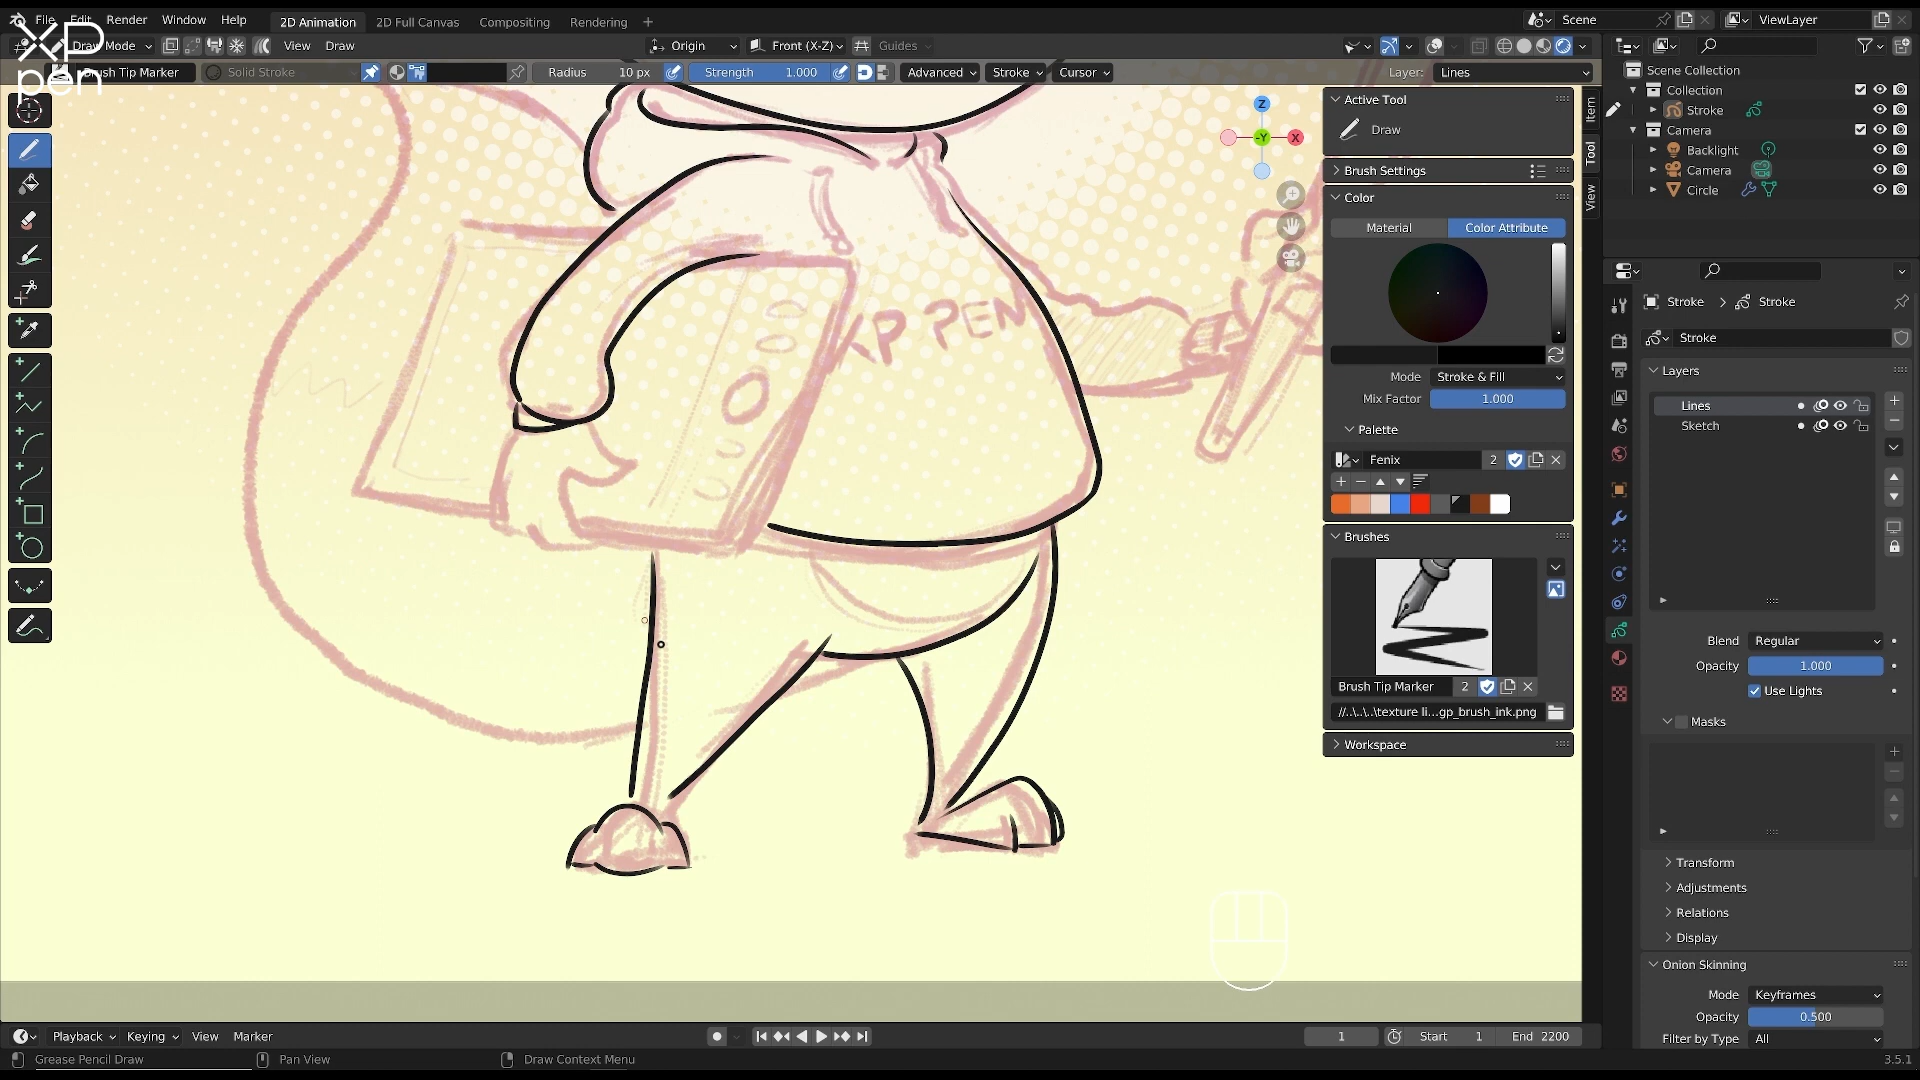 XP
pen
File Edit Render Window Help
2D Animation 2D Full Canvas Compositing Rendering +
Scene
ViewLayer
Draw Mode View Draw
Origin Front (X-Z) Guides
Brush Tip Marker Solid Stroke
Radius 10 px Strength 1.000 Advanced Stroke Cursor
Layer: Lines
Scene Collection
Collection
Stroke
Camera
Backlight
Camera
Circle
Z
-Y X
Active Tool
Draw
Brush Settings
Color
Material Color Attribute
Mode Stroke & Fill
Mix Factor 1.000
Palette
Fenix 2
Brushes
Brush Tip Marker 2
//..\..\..\texture li...gp_brush_ink.png
Workspace
Item
Tool
View
XP PEN
Stroke > Stroke
Stroke
Layers
Lines
Sketch
Blend Regular
Opacity 1.000
Use Lights
Masks
Transform
Adjustments
Relations
Display
Onion Skinning
Mode Keyframes
Opacity 0.500
Filter by Type All
Playback Keying View Marker
1 Start 1 End 2200
Grease Pencil Draw Pan View Draw Context Menu
3.5.1